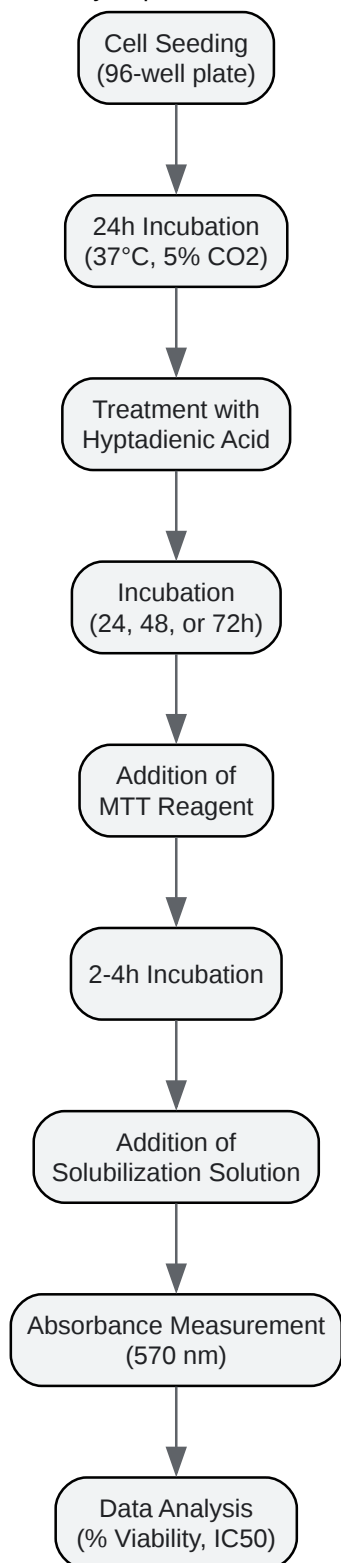 Cell Seeding
(96-well plate)
24h Incubation
(37°C, 5% CO2)
Treatment with
Hyptadienic Acid
Incubation
(24, 48, or 72h)
Addition of
MTT Reagent
2-4h Incubation
Addition of
Solubilization Solution
Absorbance Measurement
(570 nm)
Data Analysis
(% Viability, IC50)